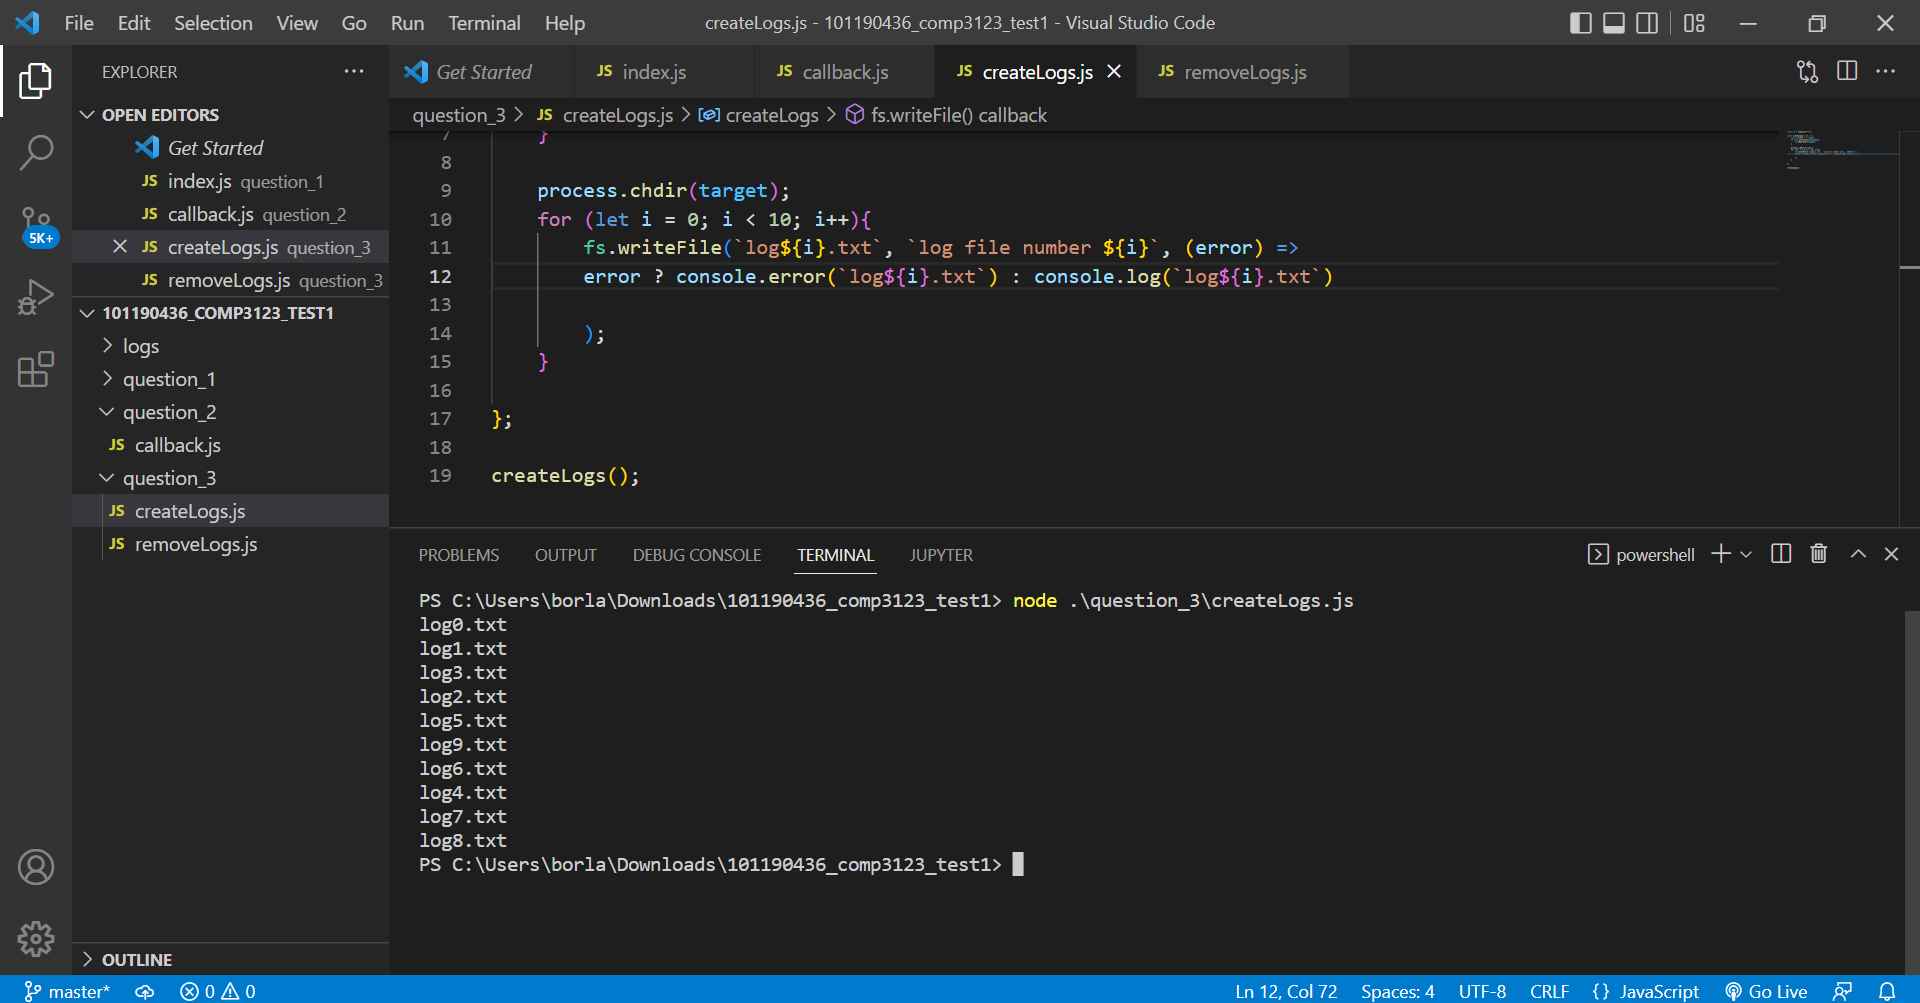 File Edit Selection View Go Run Terminal Help createLogs.js - 101190436_comp3123_test1 - Visual Studio Code
EXPLORER
Get Started JS index.js JS callback.js JS createLogs.js JS removeLogs.js
OPEN EDITORS
Get Started
JS index.js question_1
JS callback.js question_2
JS createLogs.js question_3
JS removeLogs.js question_3
5K+
101190436_COMP3123_TEST1
logs
question_1
question_2
JS callback.js
question_3
JS createLogs.js
JS removeLogs.js
OUTLINE
question_3 > JS createLogs.js > createLogs > fs.writeFile() callback
7 }
8
9 process.chdir(target);
10 for (let i = 0; i < 10; i++){
11 fs.writeFile(`log${i}.txt`, `log file number ${i}`, (error) =>
12 error ? console.error(`log${i}.txt`) : console.log(`log${i}.txt`)
13
14 );
15 }
16
17 };
18
19 createLogs();
PROBLEMS OUTPUT DEBUG CONSOLE TERMINAL JUPYTER powershell
PS C:\Users\borla\Downloads\101190436_comp3123_test1> node .\question_3\createLogs.js
log0.txt
log1.txt
log3.txt
log2.txt
log5.txt
log9.txt
log6.txt
log4.txt
log7.txt
log8.txt
PS C:\Users\borla\Downloads\101190436_comp3123_test1>
master* 0 0 Ln 12, Col 72 Spaces: 4 UTF-8 CRLF {} JavaScript Go Live